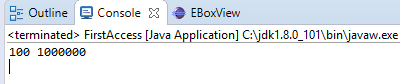 Outline Console EBoxView
<terminated> FirstAccess [Java Application] C:\jdk1.8.0_101\bin\javaw.exe
100 1000000